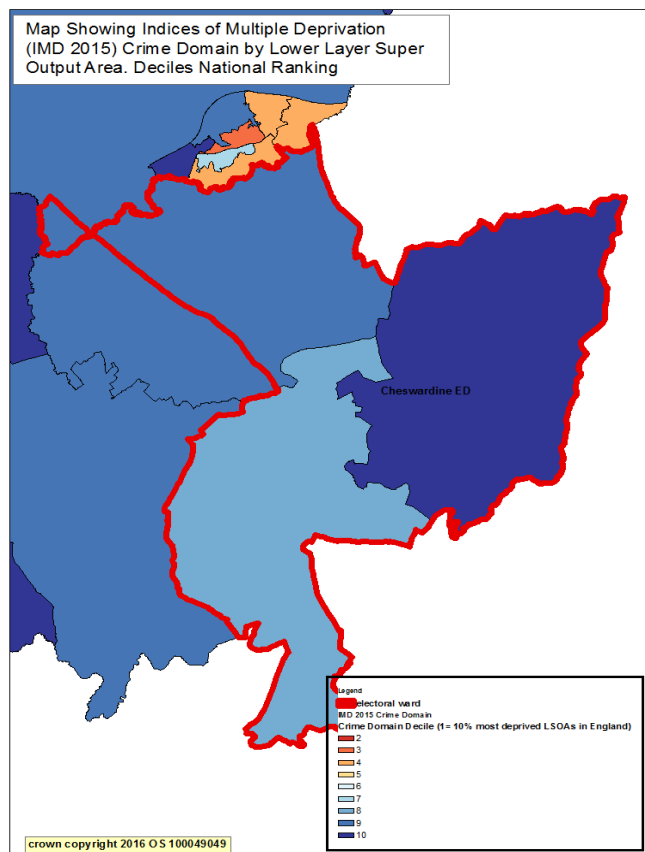 Map Showing Indices of Multiple Deprivation
(IMD 2015) Crime Domain by Lower Layer Super
Output Area. Deciles National Ranking
Cheswardine ED
Legend
electoral ward
IMD 2015 Crime Domain
Crime Domain Decile (1= 10% most deprived LSOAs in England)
2
3
4
5
6
7
8
9
10
crown copyright 2016 OS 100049049